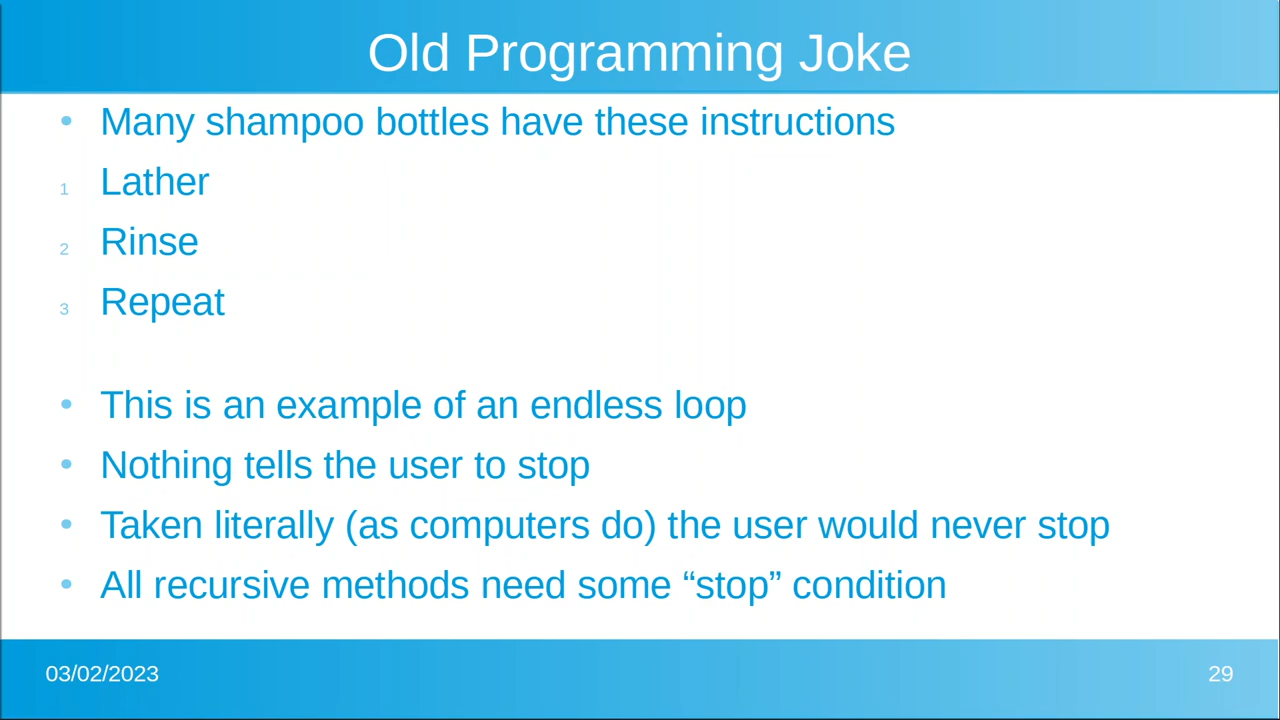 Old Programming Joke
• Many shampoo bottles have these instructions
1 Lather
2 Rinse
3 Repeat
• This is an example of an endless loop
• Nothing tells the user to stop
• Taken literally (as computers do) the user would never stop
• All recursive methods need some “stop” condition
03/02/2023
29